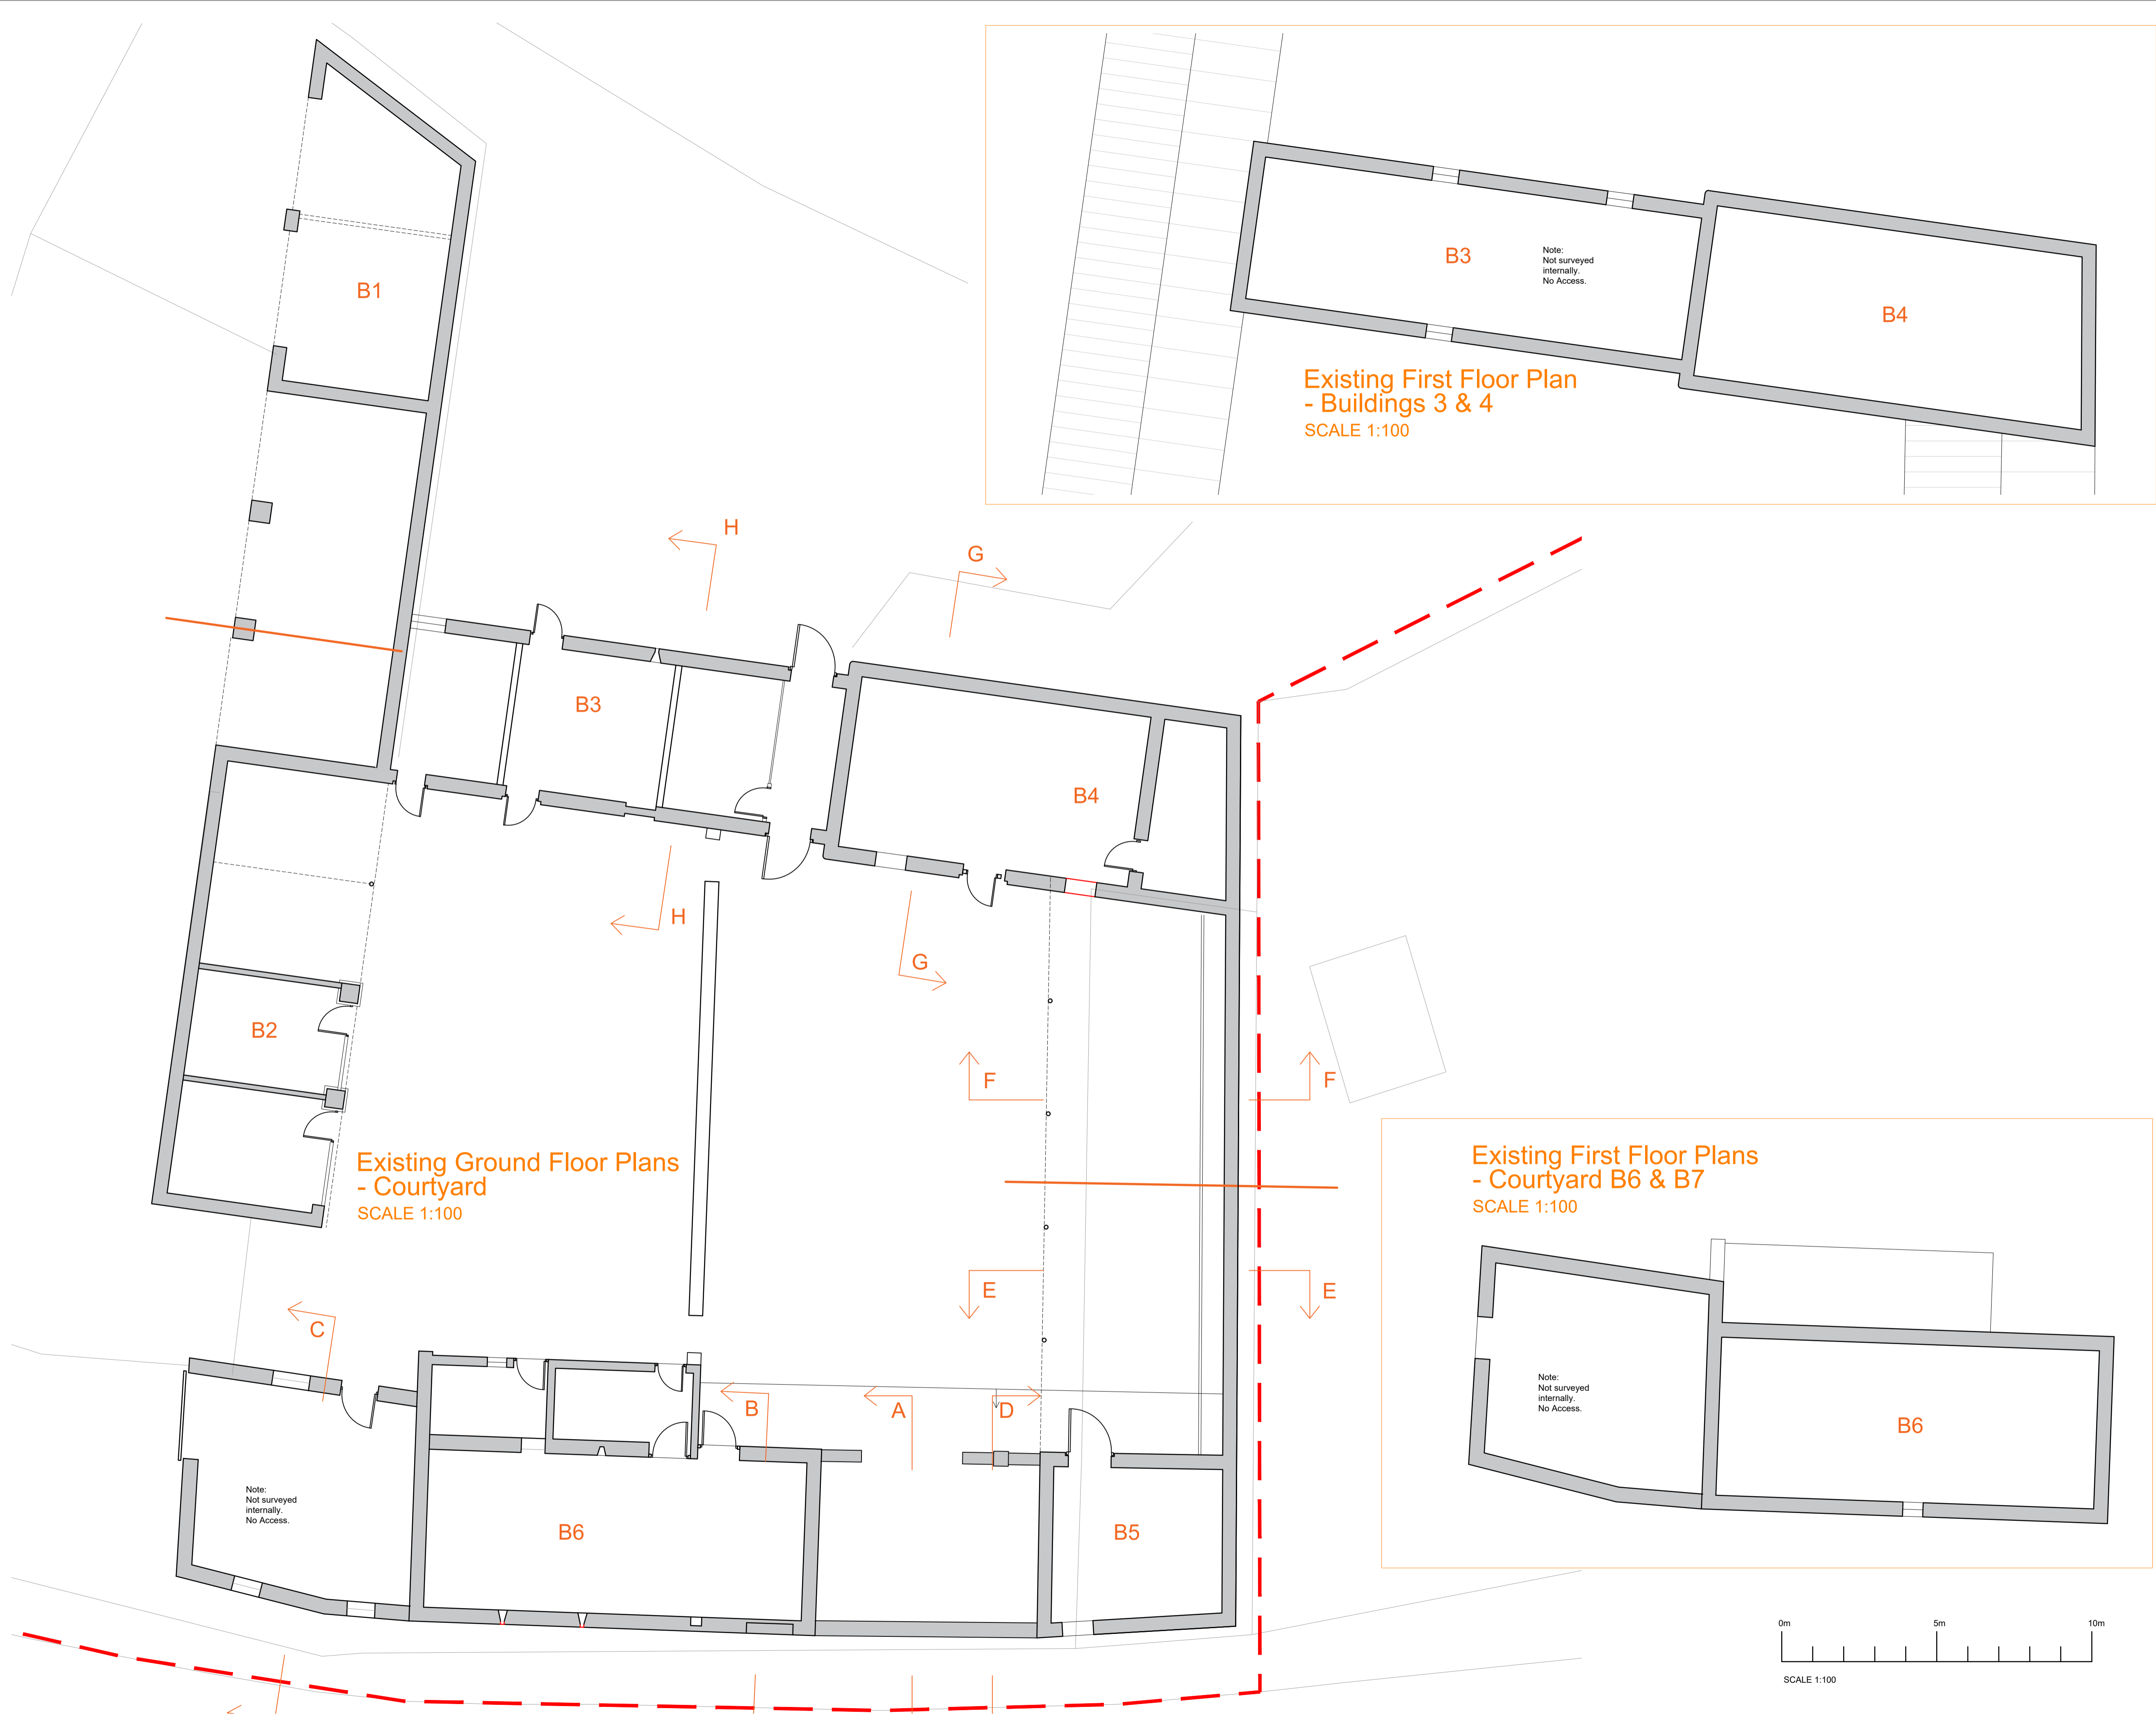 B3
Note:
Not surveyed
internally.
No Access.
B4
Existing First Floor Plan
- Buildings 3 & 4
SCALE 1:100
B1
H
G
B3
B4
H
G
B2
F
F
Existing Ground Floor Plans
- Courtyard
SCALE 1:100
E
E
C
B
A
D
Note:
Not surveyed
internally.
No Access.
B6
B5
Existing First Floor Plans
- Courtyard B6 & B7
SCALE 1:100
Note:
Not surveyed
internally.
No Access.
B6
0m 5m 10m
SCALE 1:100